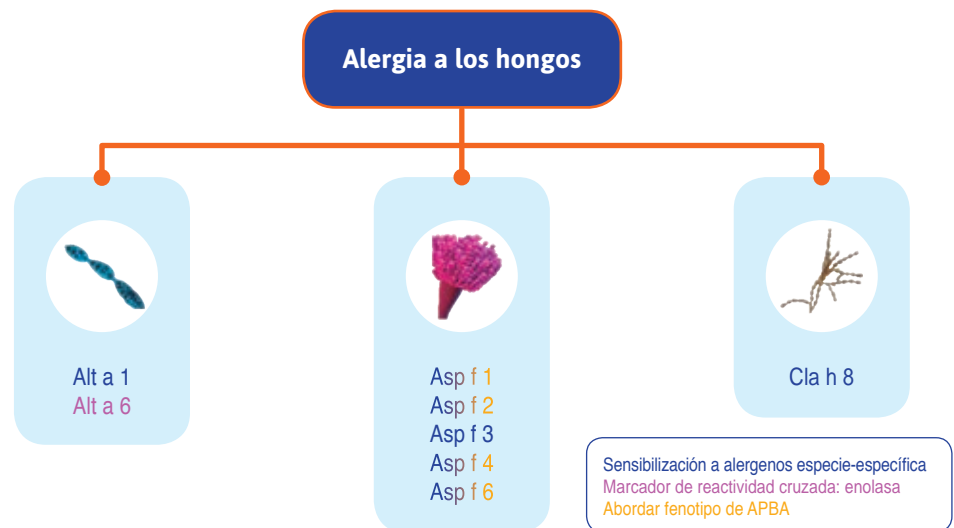 Alergia a los hongos
Alt a 1
Alt a 6
Asp f 1
Asp f 2
Asp f 3
Asp f 4
Asp f 6
Cla h 8
Sensibilización a alergenos especie-específica
Marcador de reactividad cruzada: enolasa
Abordar fenotipo de APBA